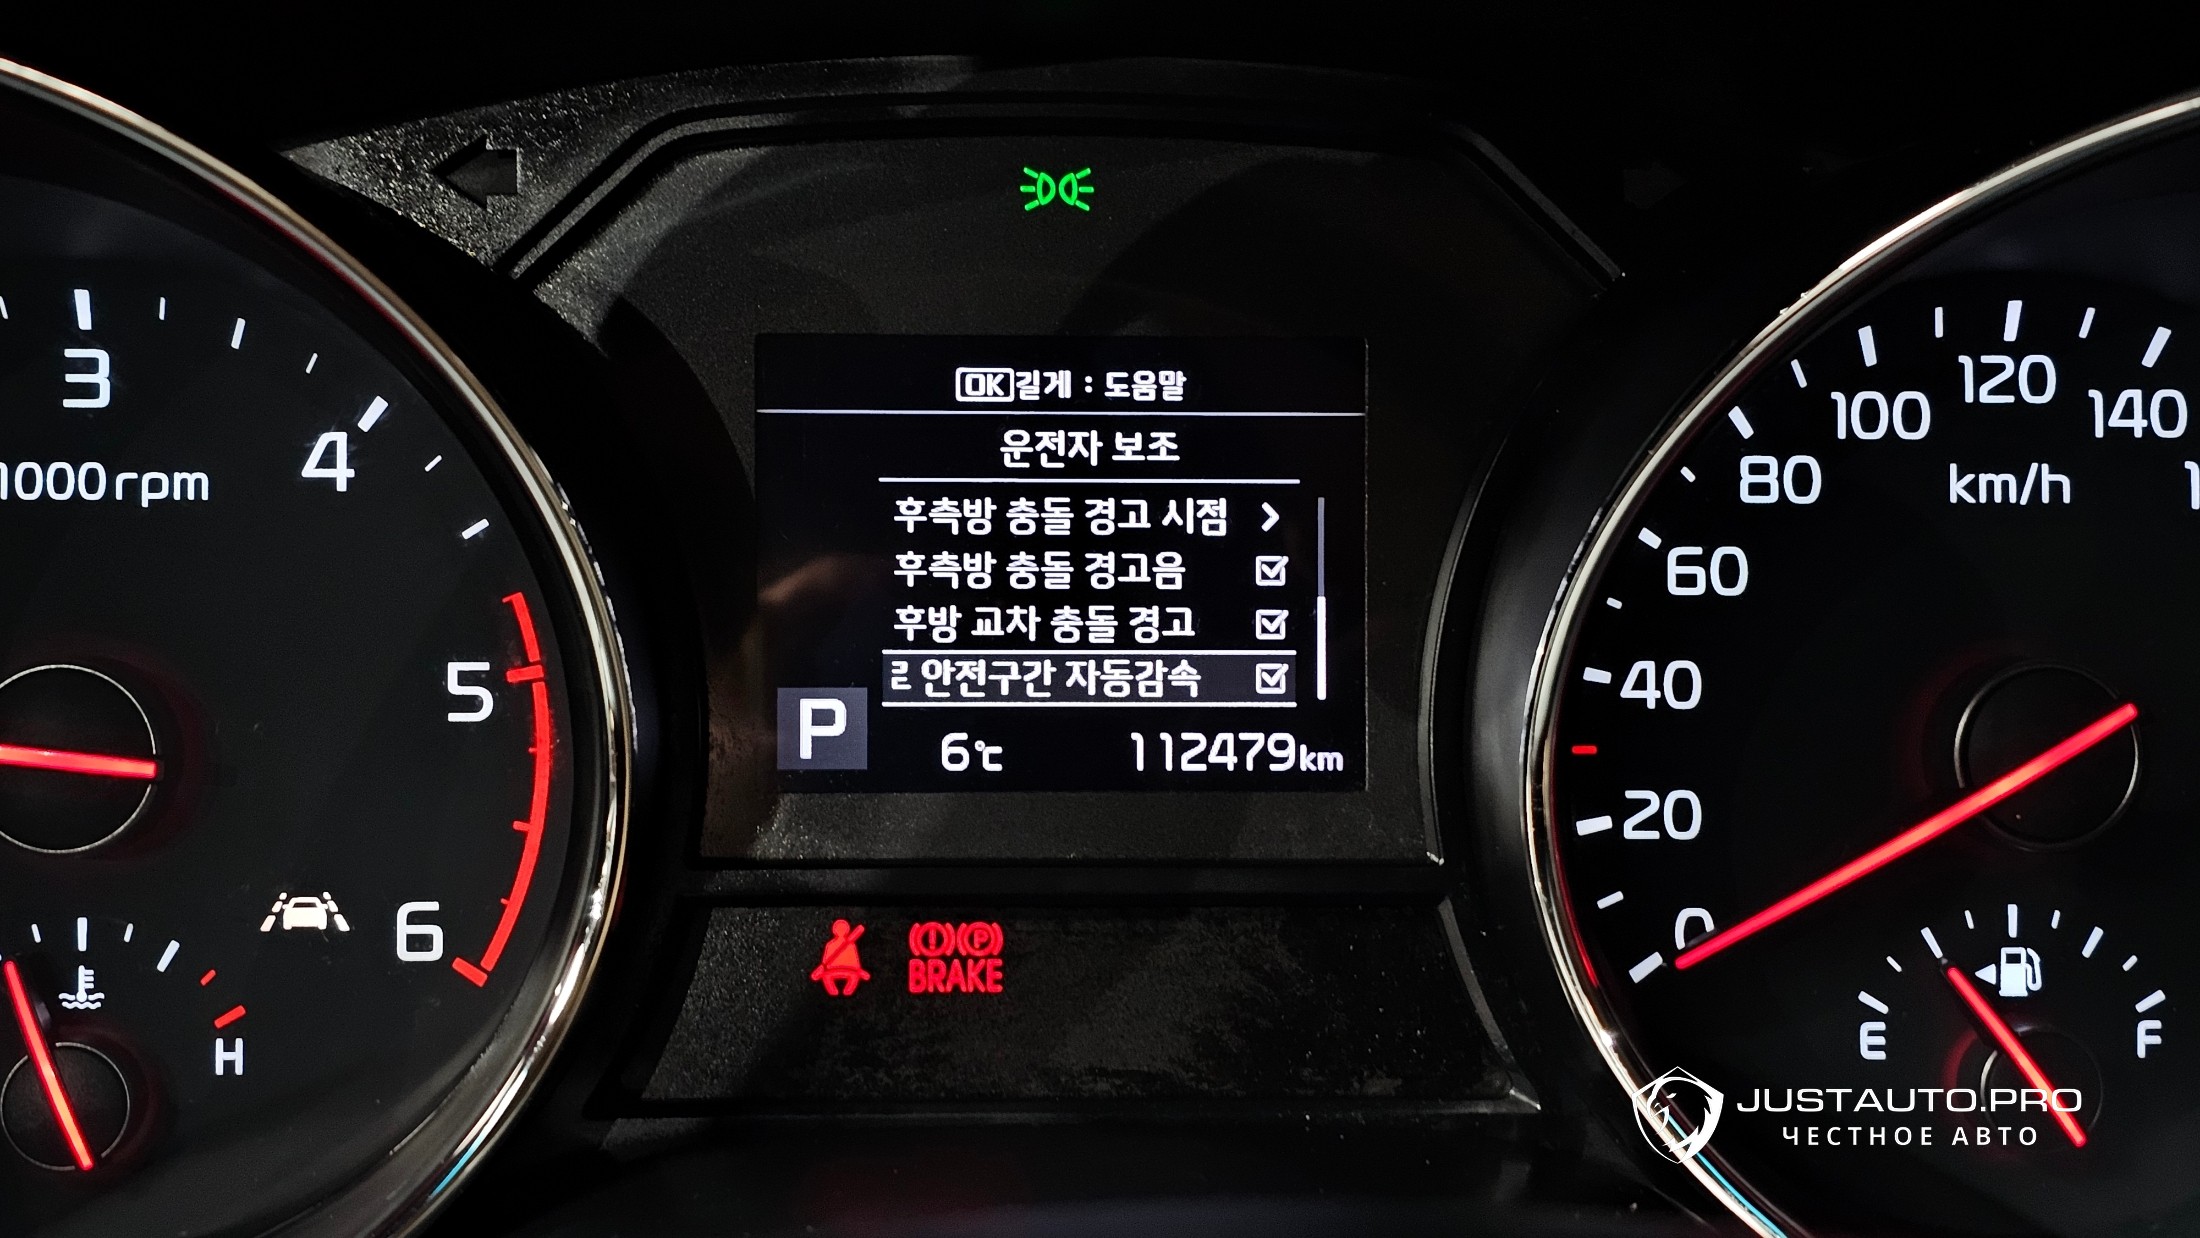 3
4
1000rpm
5
6
H
OK길게 : 도움말
운전자 보조
후측방 충돌 경고 시점
후측방 충돌 경고음
후방 교차 충돌 경고
안전구간 자동감속
P
6℃
112479km
BRAKE
0
20
40
60
80
100
120
140
km/h
E
F
JUSTAUTO.PRO
ЧЕСТНОЕ АВТО